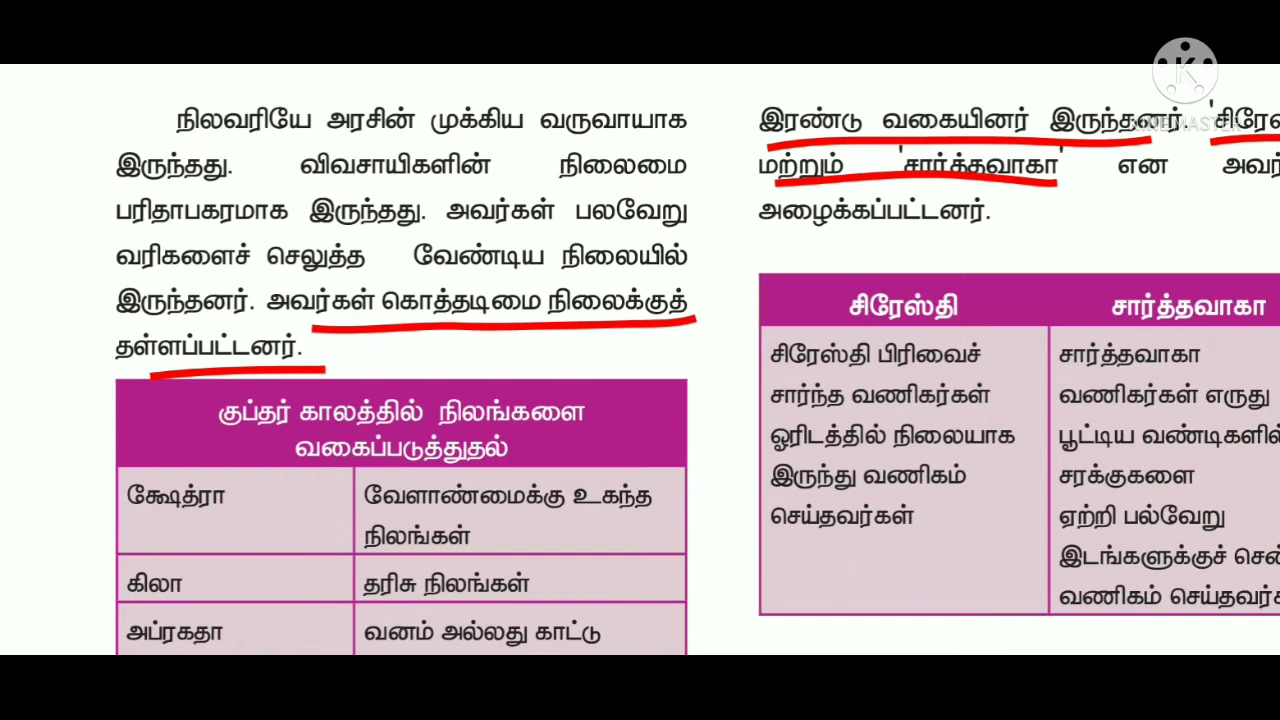 நிலவரியே அரசின் முக்கிய வருவாயாக
இருந்தது. விவசாயிகளின் நிலைமை
பரிதாபகரமாக இருந்தது. அவர்கள் பலவேறு
வரிகளைச் செலுத்த வேண்டிய நிலையில்
இருந்தனர். அவர்கள் கொத்தடிமை நிலைக்குத்
தள்ளப்பட்டனர்.
குப்தர் காலத்தில் நிலங்களை
வகைப்படுத்துதல்
க்ஷேத்ரா
வேளாண்மைக்கு உகந்த
நிலங்கள்
கிலா
தரிசு நிலங்கள்
அப்ரகதா
வனம் அல்லது காட்டு
இரண்டு வகையினர் இருந்தனர்.
மற்றும் 'சார்த்தவாகா' என
அழைக்கப்பட்டனர்.
சிரேஸ்தி
சிரேஸ்தி பிரிவைச்
சார்ந்த வணிகர்கள்
ஓரிடத்தில் நிலையாக
இருந்து வணிகம்
செய்தவர்கள்
சார்த்தவாகா
சார்த்தவாகா
வணிகர்கள் எருது
பூட்டிய
சரக்குகளை
ஏற்றி பல்வேறு
இடங்களுக்குச்
வணிகம்
KINEMASTER